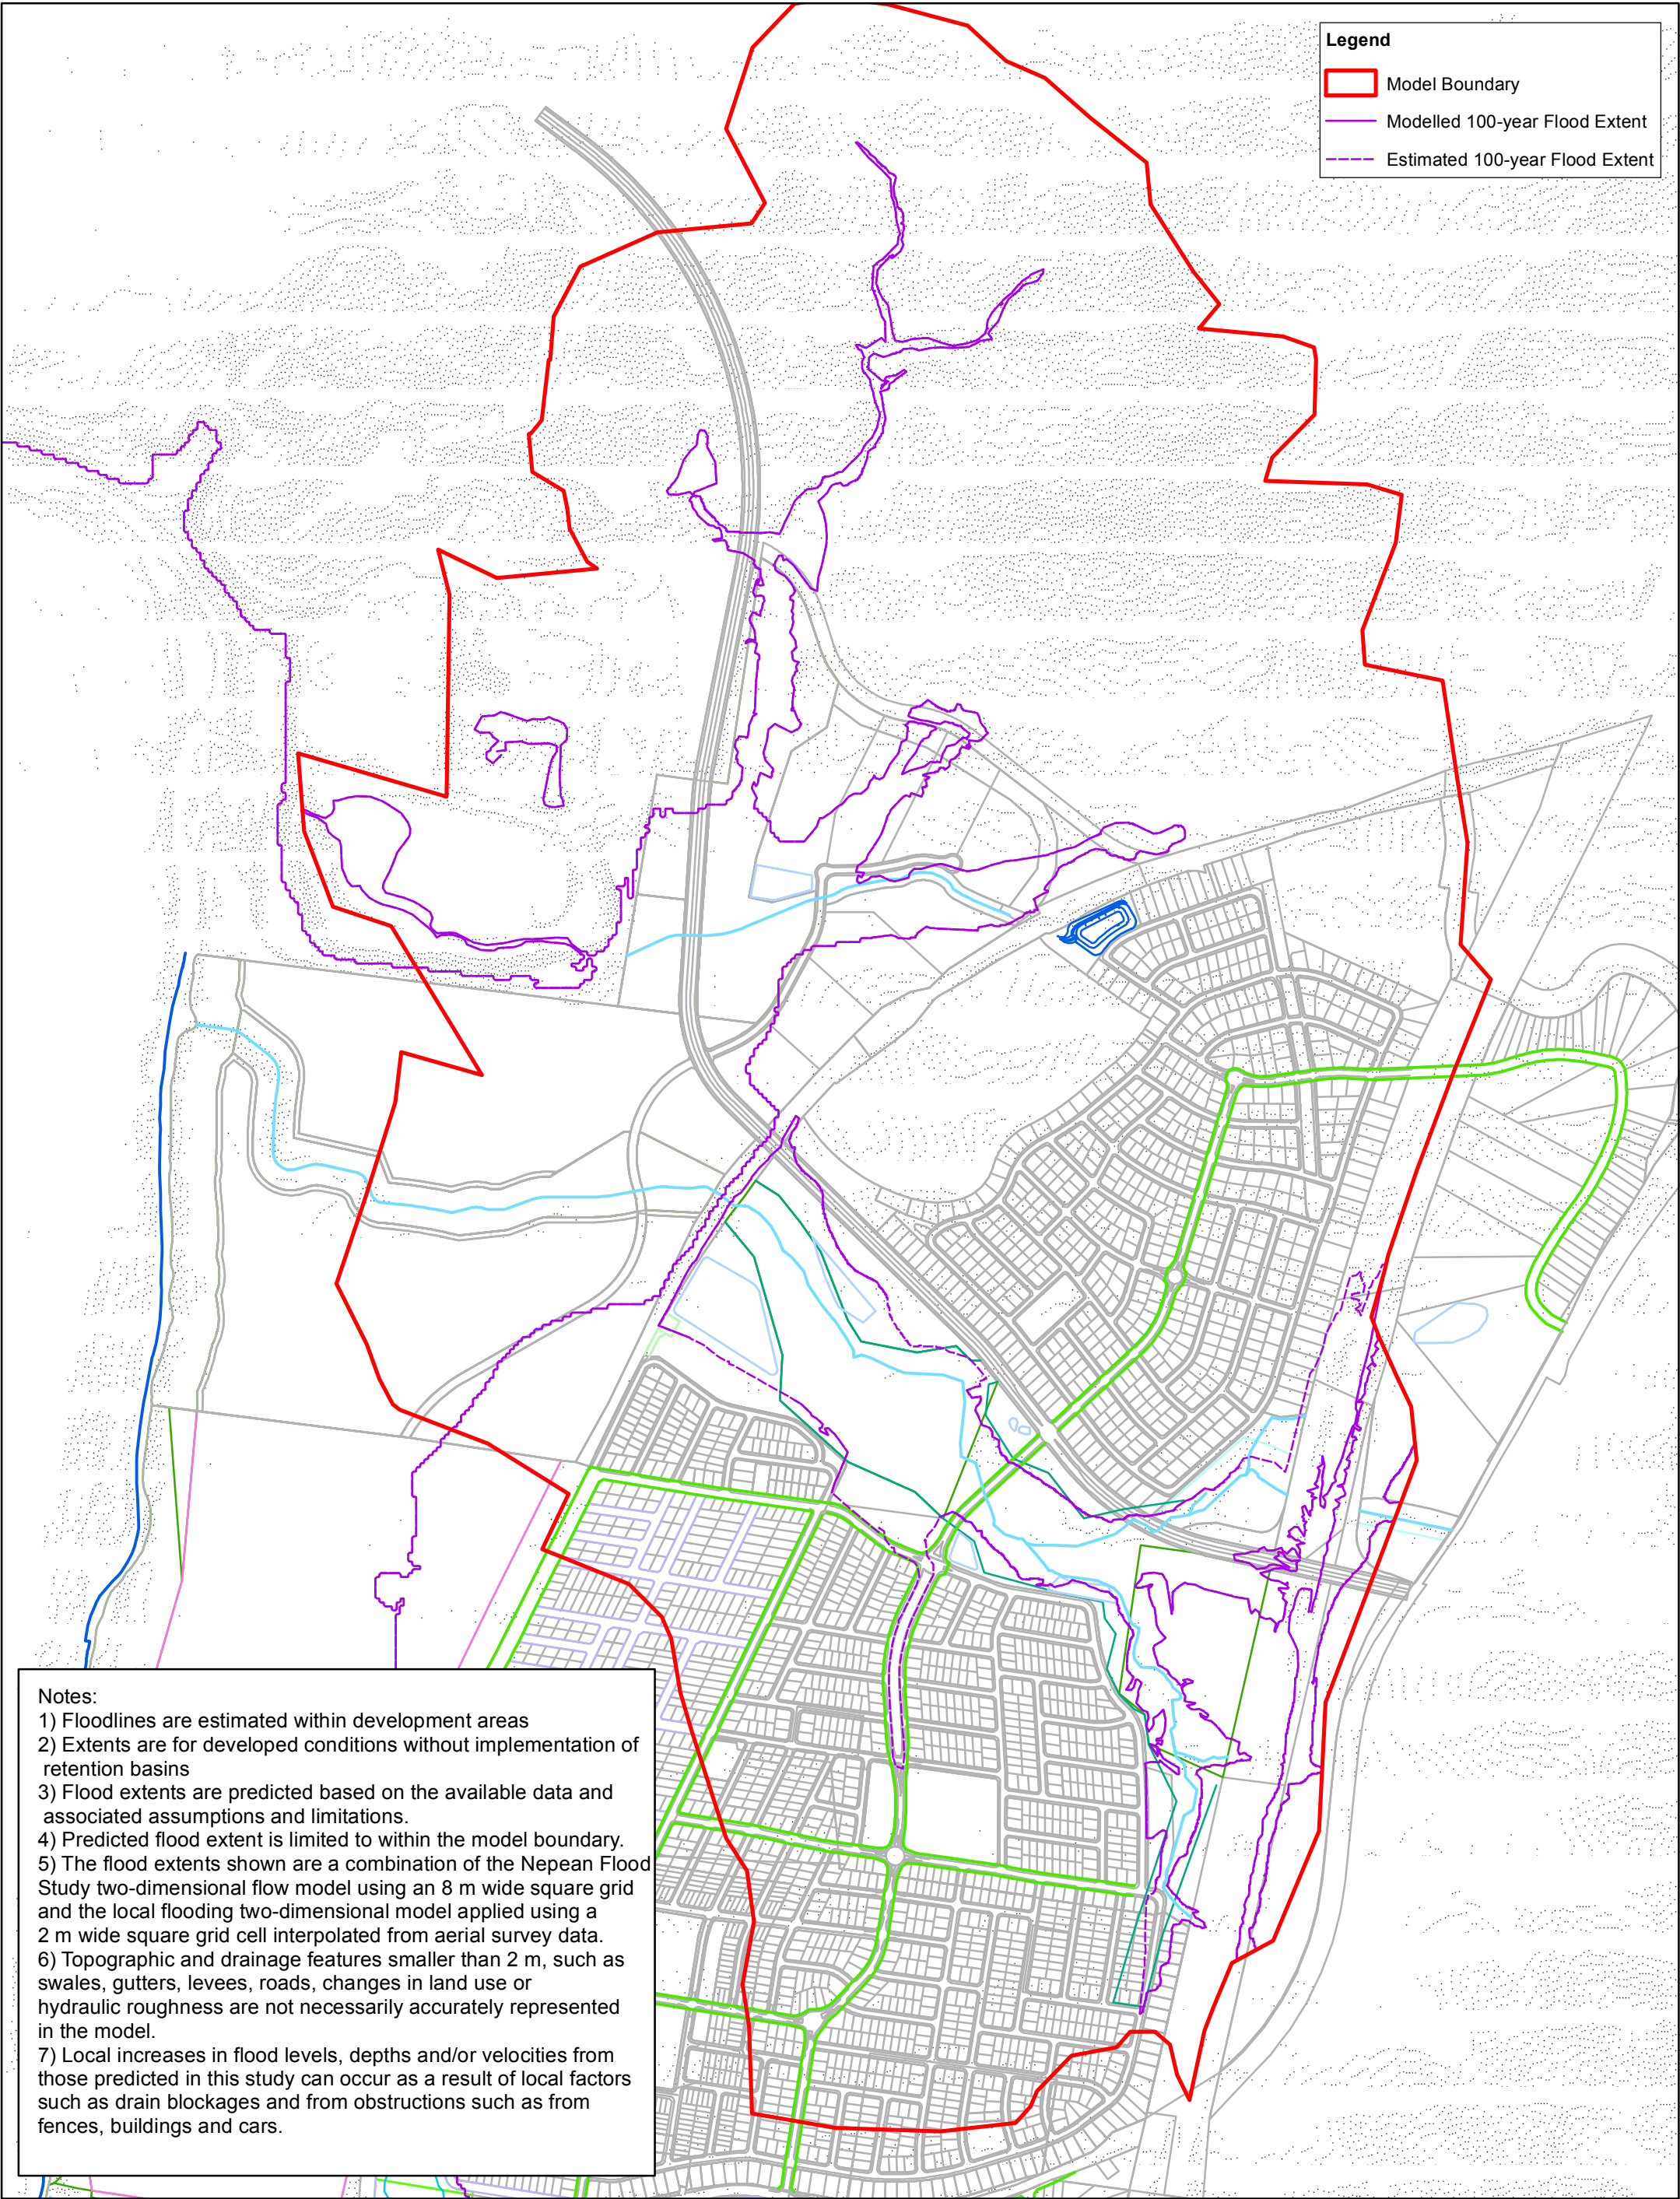 Legend
Model Boundary
Modelled 100-year Flood Extent
Estimated 100-year Flood Extent
Notes:
1) Floodlines are estimated within development areas
2) Extents are for developed conditions without implementation of
retention basins
3) Flood extents are predicted based on the available data and
associated assumptions and limitations.
4) Predicted flood extent is limited to within the model boundary.
5) The flood extents shown are a combination of the Nepean Flood
Study two-dimensional flow model using an 8 m wide square grid
and the local flooding two-dimensional model applied using a
2 m wide square grid cell interpolated from aerial survey data.
6) Topographic and drainage features smaller than 2 m, such as
swales, gutters, levees, roads, changes in land use or
hydraulic roughness are not necessarily accurately represented
in the model.
7) Local increases in flood levels, depths and/or velocities from
those predicted in this study can occur as a result of local factors
such as drain blockages and from obstructions such as from
fences, buildings and cars.